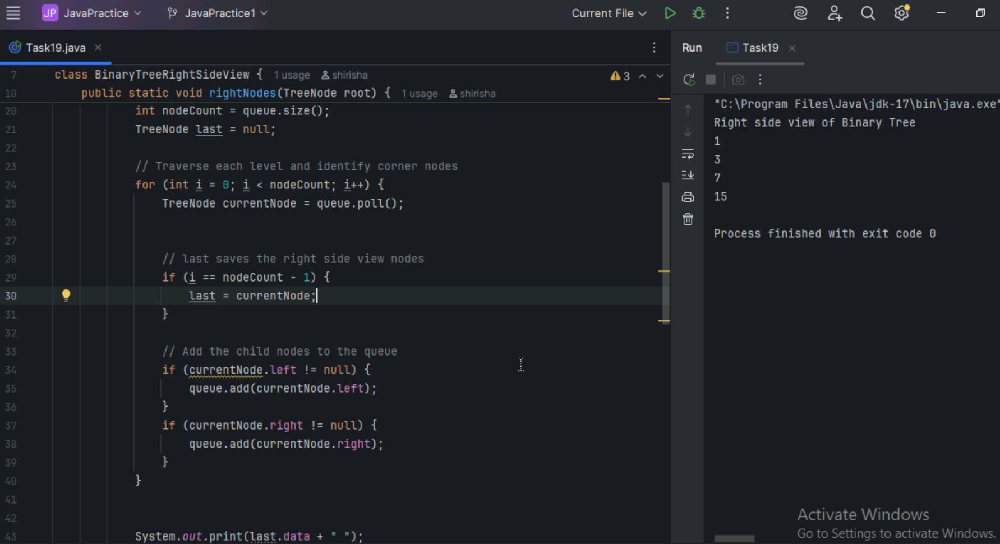 JP JavaPractice JavaPractice1 Current File
Task19.java
7 class BinaryTreeRightSideView { 1 usage shirisha
3
10 public static void rightNodes(TreeNode root) { 1 usage shirisha
20 int nodeCount = queue.size();
21 TreeNode last = null;
22
23 // Traverse each level and identify corner nodes
24 for (int i = 0; i < nodeCount; i++) {
25 TreeNode currentNode = queue.poll();
26
27
28 // last saves the right side view nodes
29 if (i == nodeCount - 1) {
30 last = currentNode;
31 }
32
33 // Add the child nodes to the queue
34 if (currentNode.left != null) {
35 queue.add(currentNode.left);
36 }
37 if (currentNode.right != null) {
38 queue.add(currentNode.right);
39 }
40 }
41
42
43 System.out.print(last.data + " ");
Run Task19
"C:\Program Files\Java\jdk-17\bin\java.exe"
Right side view of Binary Tree
1
3
7
15
Process finished with exit code 0
Activate Windows
Go to Settings to activate Windows.